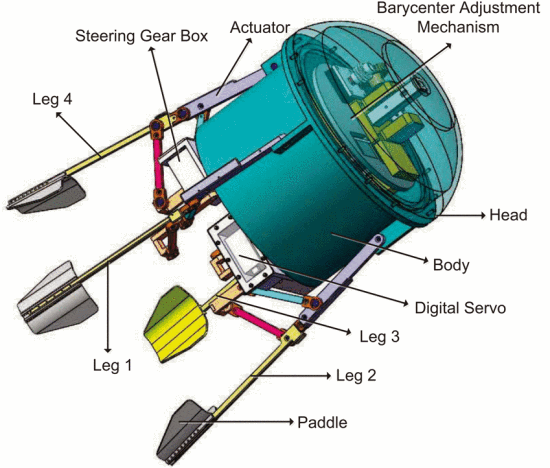 Barycenter Adjustment
Mechanism
Steering Gear Box
Actuator
Leg 4
Head
Body
Digital Servo
Leg 3
Leg 1
Leg 2
Paddle